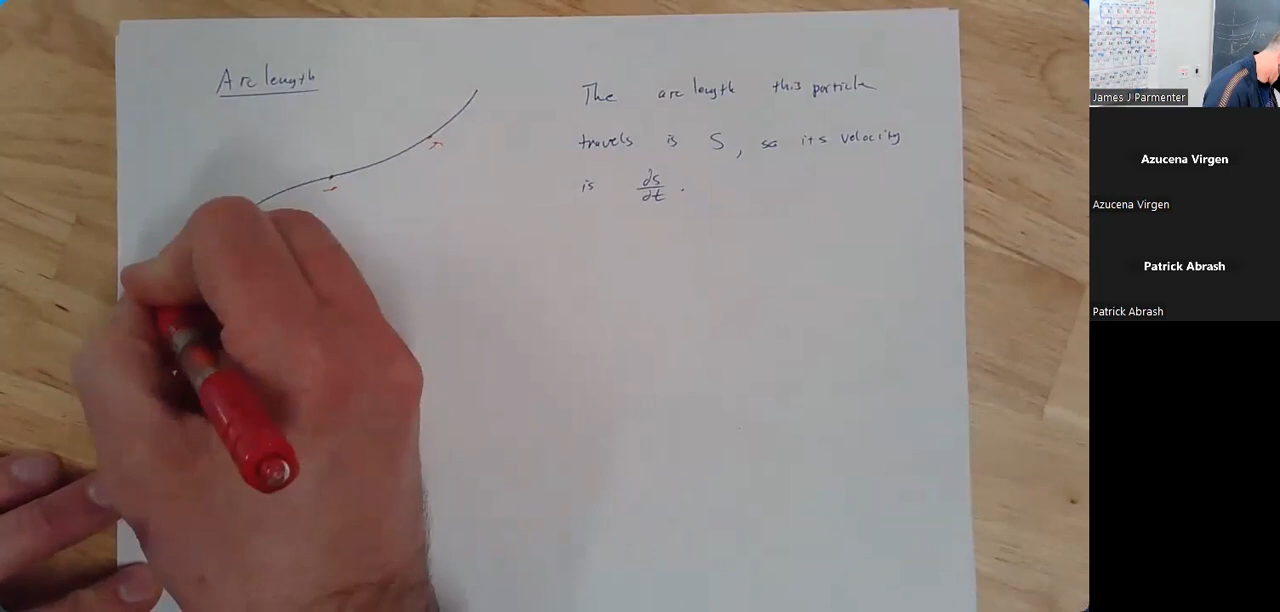 Arc length
The arc length this particle
travels is S, so its velocity
is ds/dt.
James J Parmenter
Azucena Virgen
Azucena Virgen
Patrick Abrash
Patrick Abrash